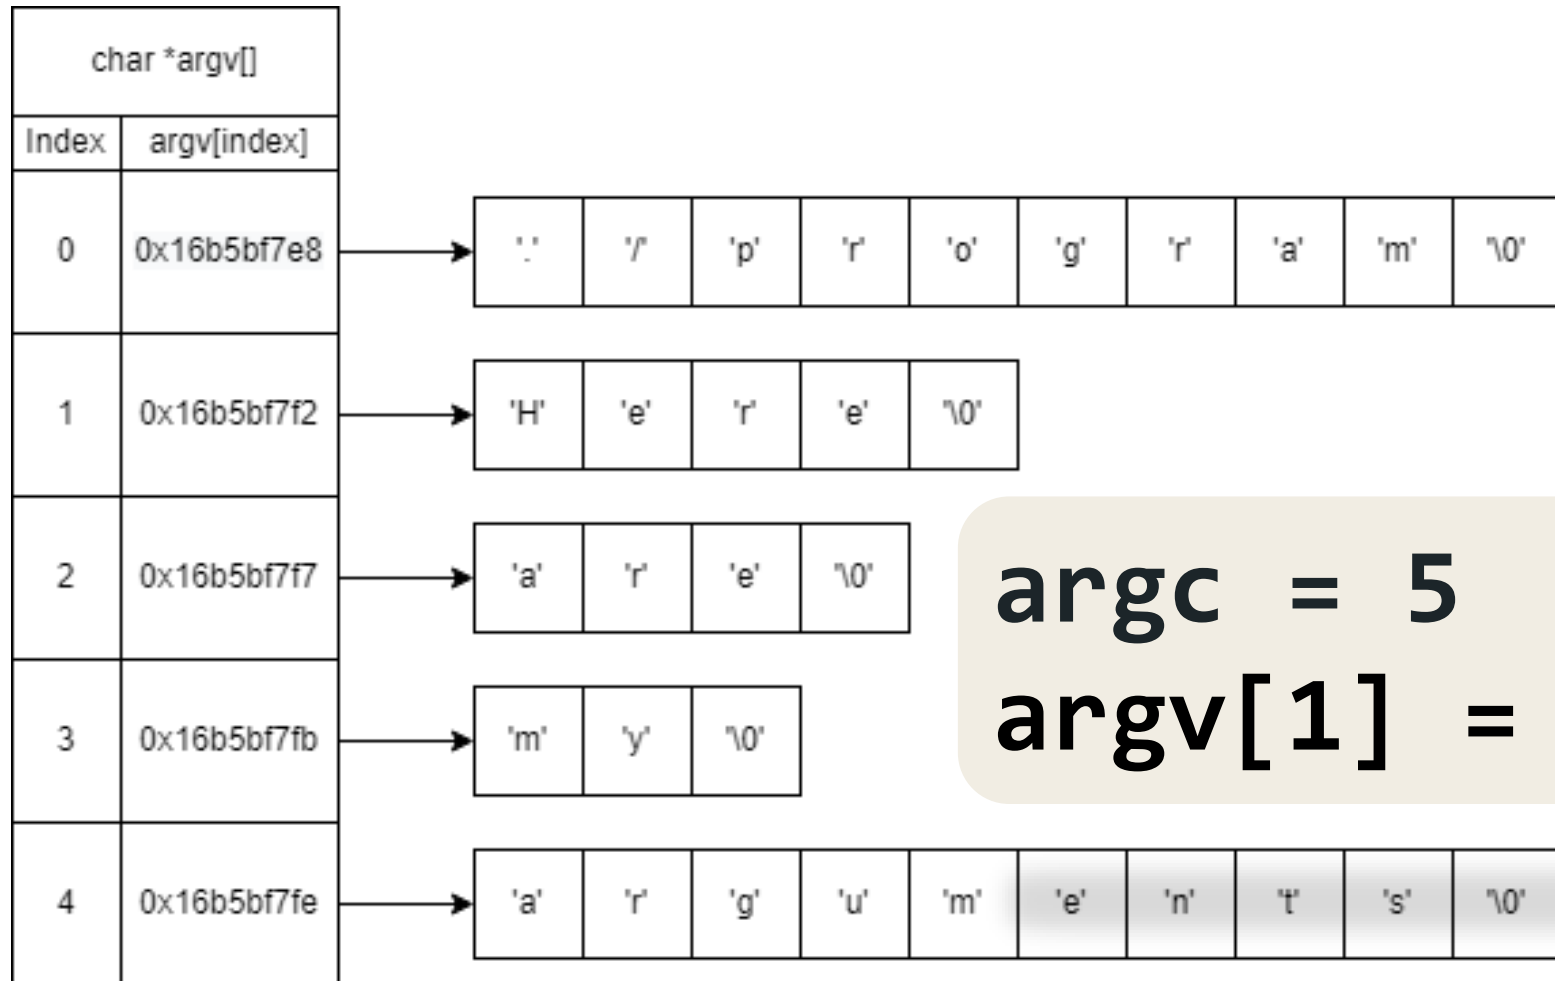 char *argv[]
Index argv[index]
0 0x16b5bf7e8 '.' '/' 'p' 'r' 'o' 'g' 'r' 'a' 'm' '\0'
1 0x16b5bf7f2 'H' 'e' 'r' 'e' '\0'
2 0x16b5bf7f7 'a' 'r' 'e' '\0'
argc = 5
argv[1] =
3 0x16b5bf7fb 'm' 'y' '\0'
4 0x16b5bf7fe 'a' 'r' 'g' 'u' 'm' 'e' 'n' 't' 's' '\0'